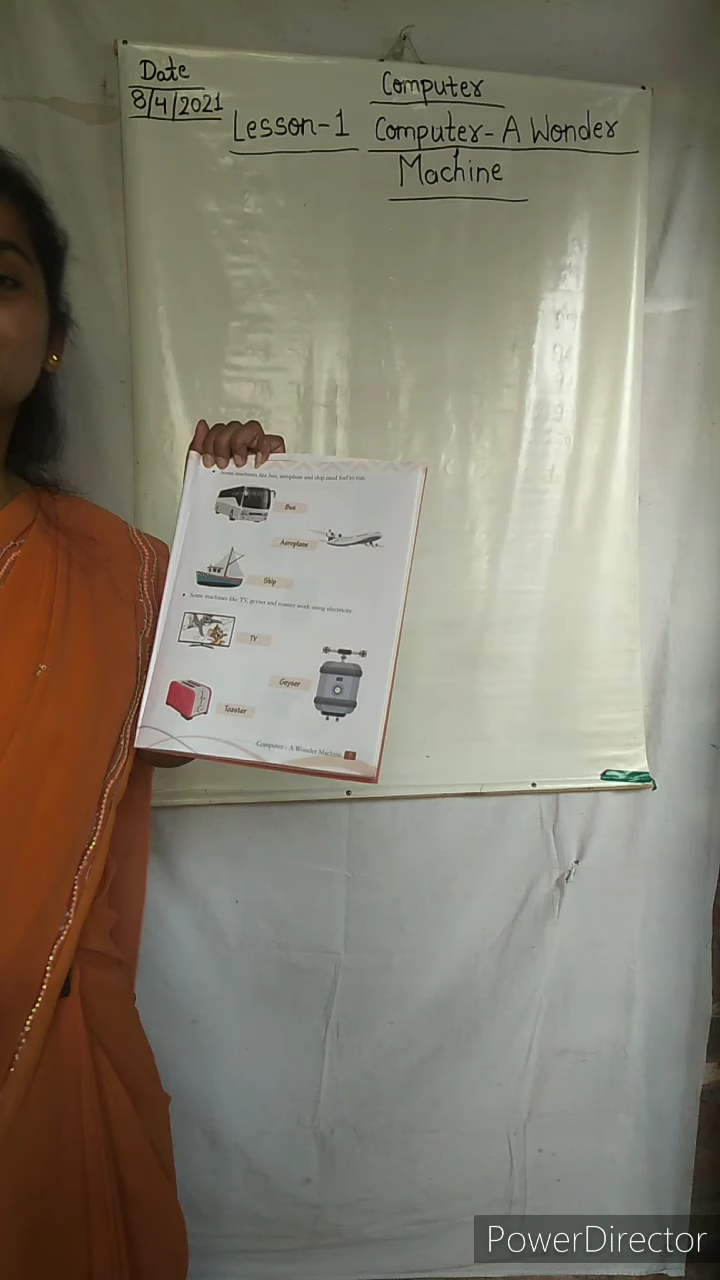 Date
8/4/2021
Computer
Lesson-1 Computer- A Wonder
Machine
• Some machines like bus, aeroplane and ship need fuel to run.
Bus
Aeroplane
Ship
• Some machines like TV, geyser and toaster work using electricity.
TV
Geyser
Toaster
Computer - A Wonder Machine
PowerDirector